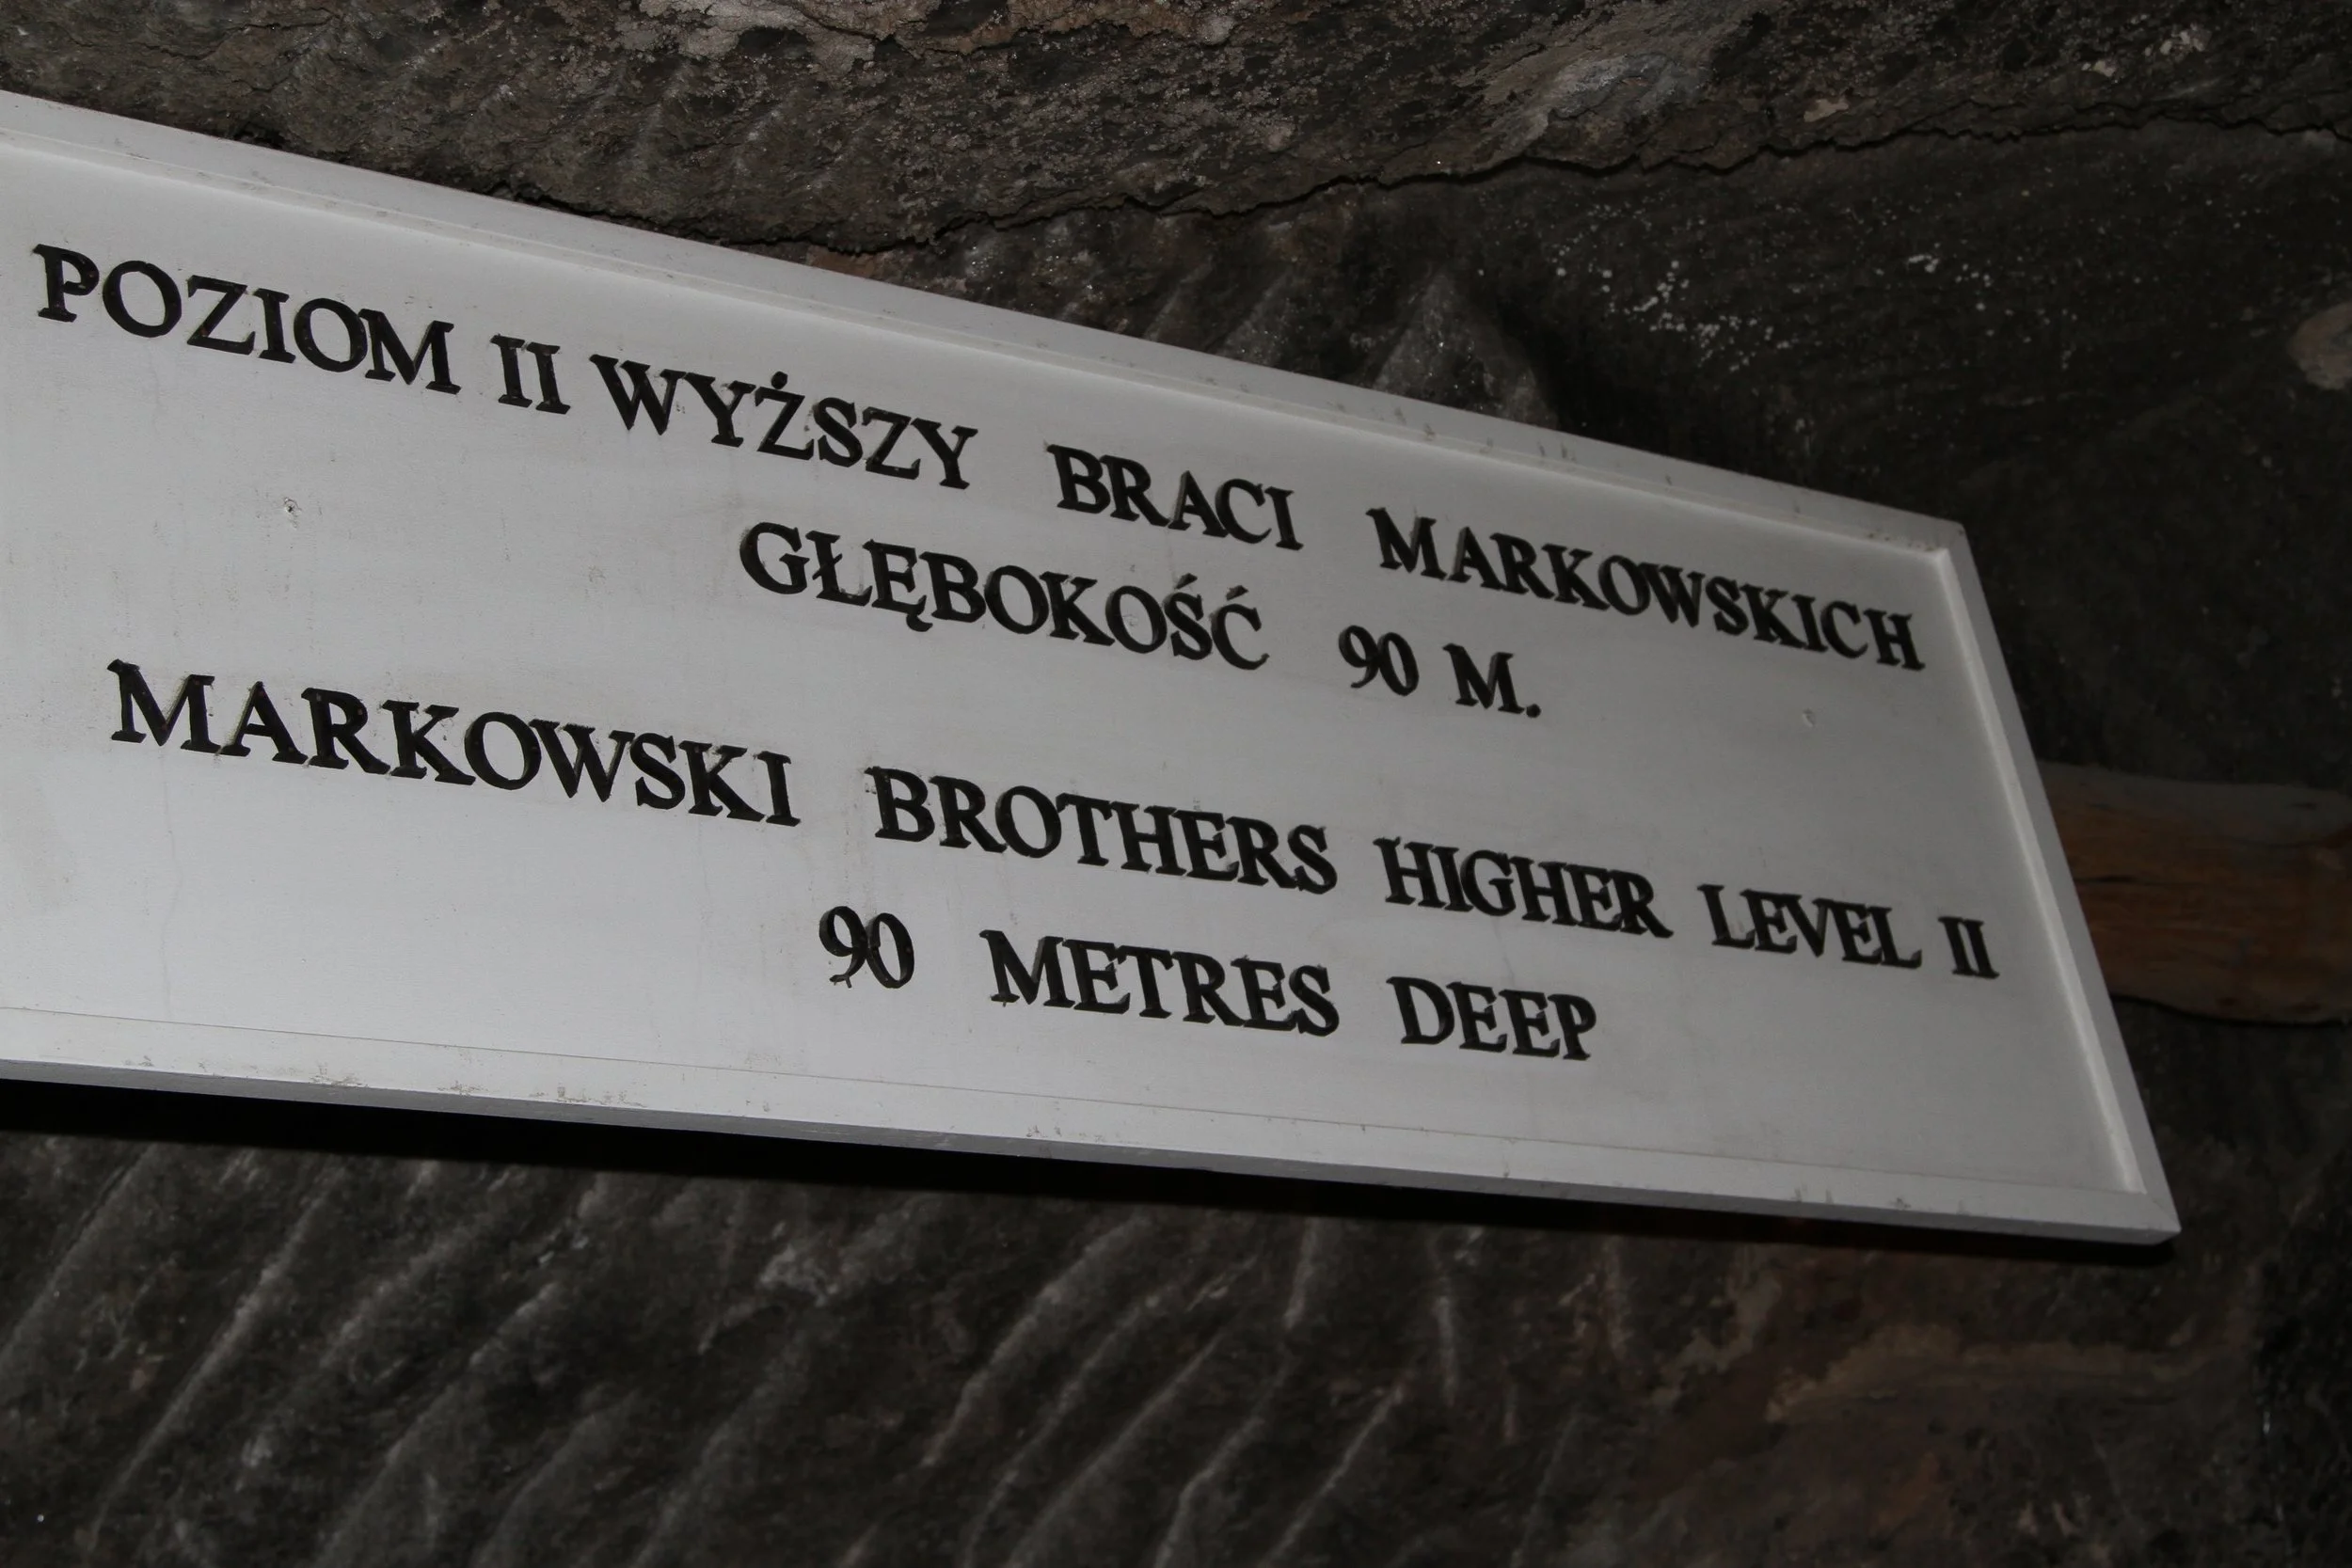 POZIOM II WYŻSZY BRACI MARKOWSKICH
GŁĘBOKOŚĆ 90 M.
MARKOWSKI BROTHERS HIGHER LEVEL II
90 METRES DEEP